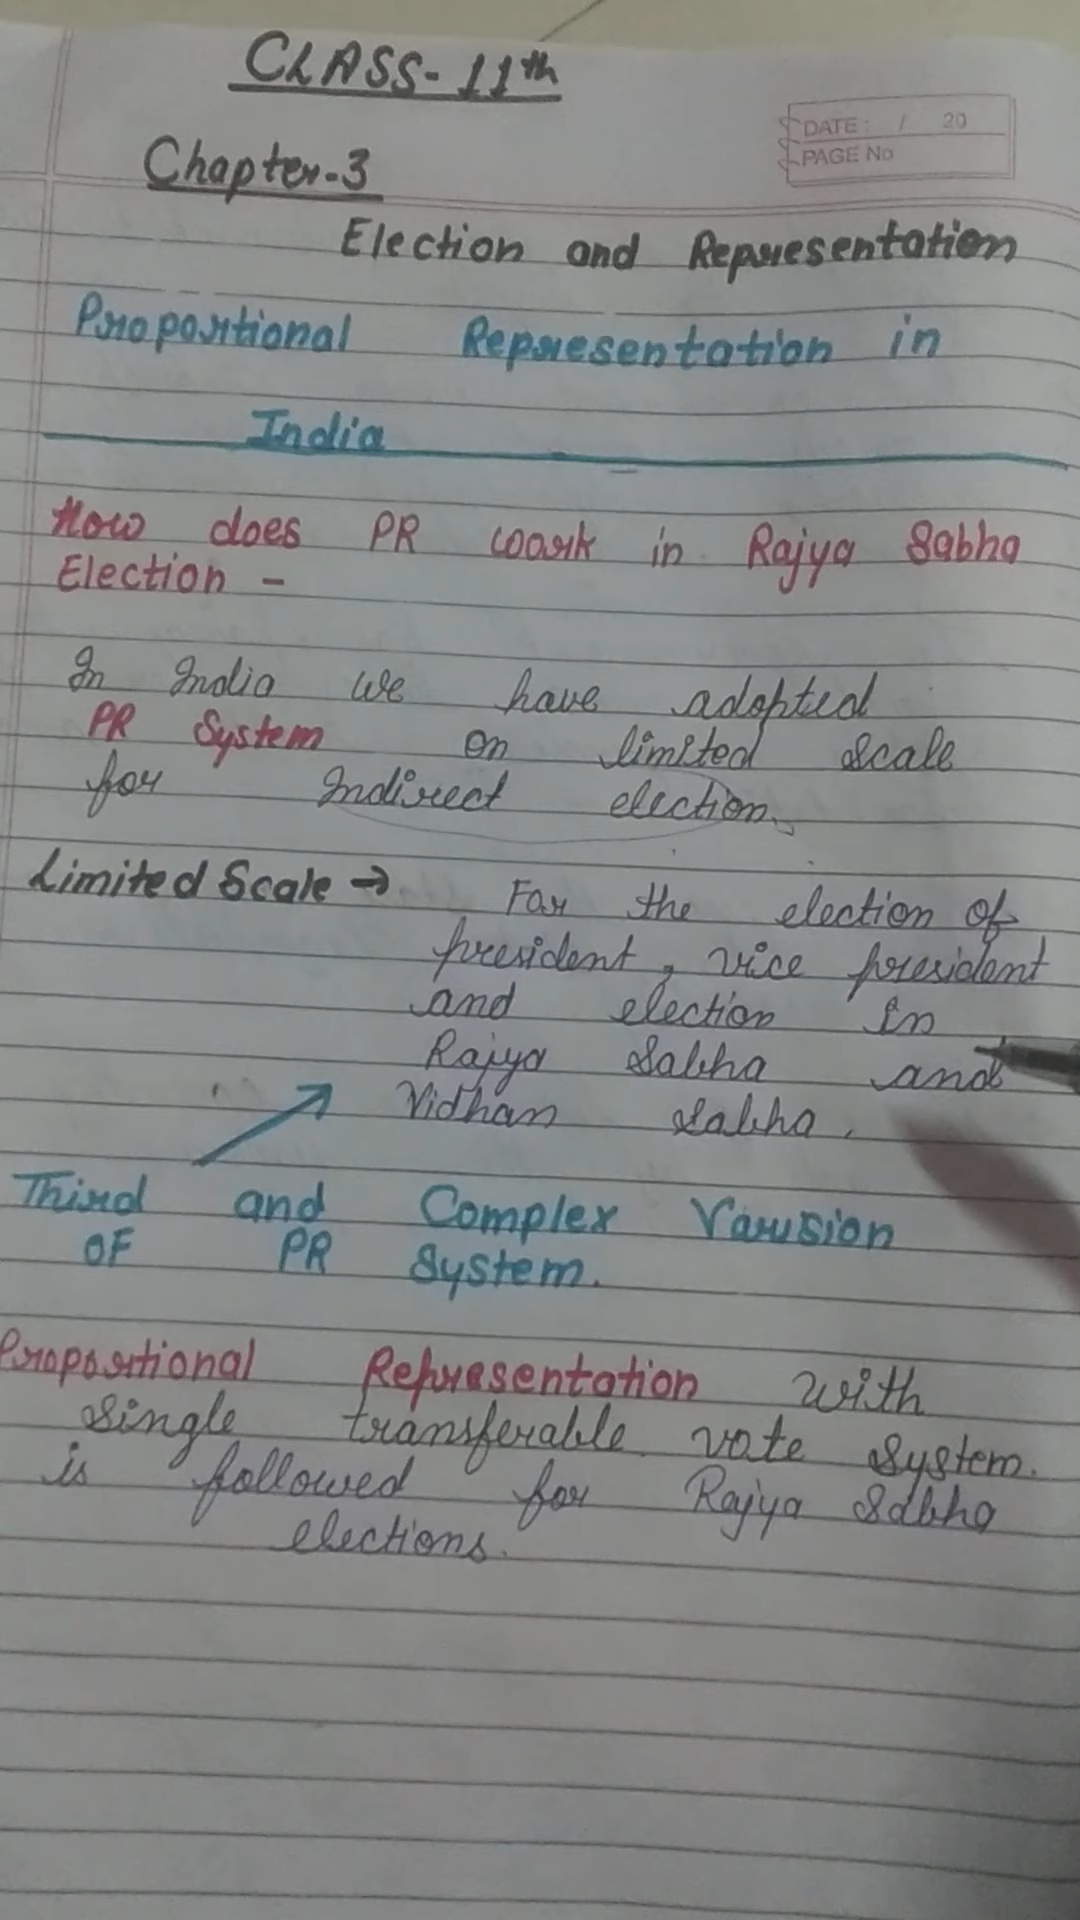 CLASS-11th
DATE: / 20
PAGE No
Chapter-3
Election and Representation
Proportional Representation in
India
How does PR work in Rajya Sabha
Election -
In India we have adopted
PR System on limited scale
for Indirect election.
Limited Scale → For the election of
president, vice president
and election in
Rajya Sabha and
Vidhan Sabha.
Third and Complex Varusion
OF PR System.
Proportional Representation with
single transferable vote system.
is followed for Rajya Sabha
elections.